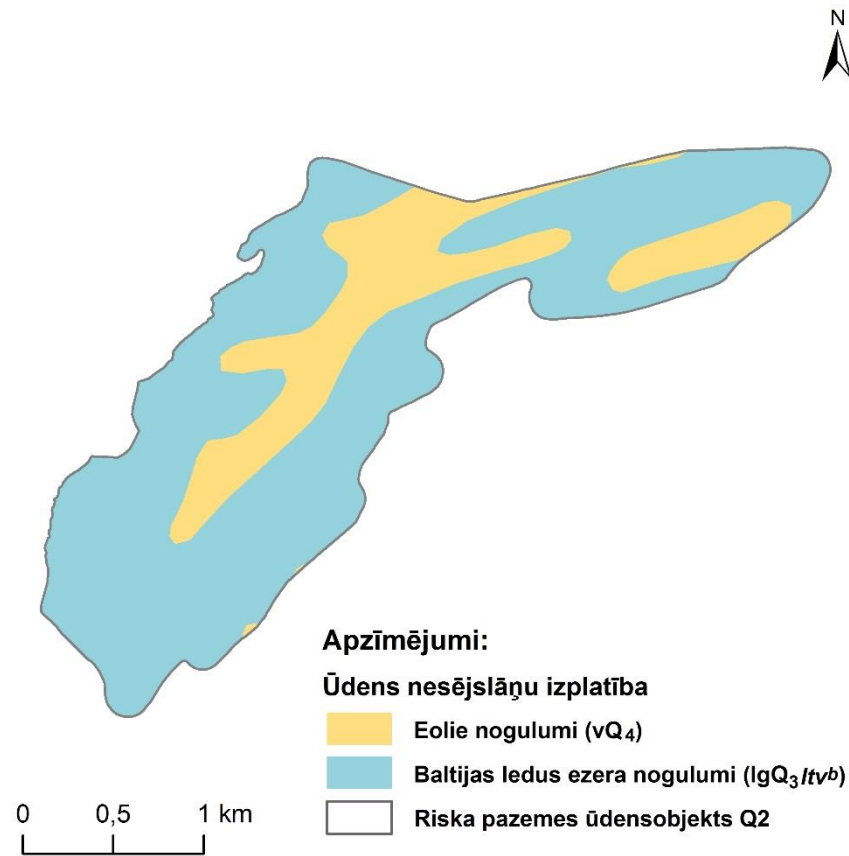 N
Apzīmējumi:
Ūdens nesējslāņu izplatība
Eolie nogulumi (vQ₄)
Baltijas ledus ezera nogulumi (lgQ₃ltvᵇ)
Riska pazemes ūdensobjekts Q2
0 0,5 1 km